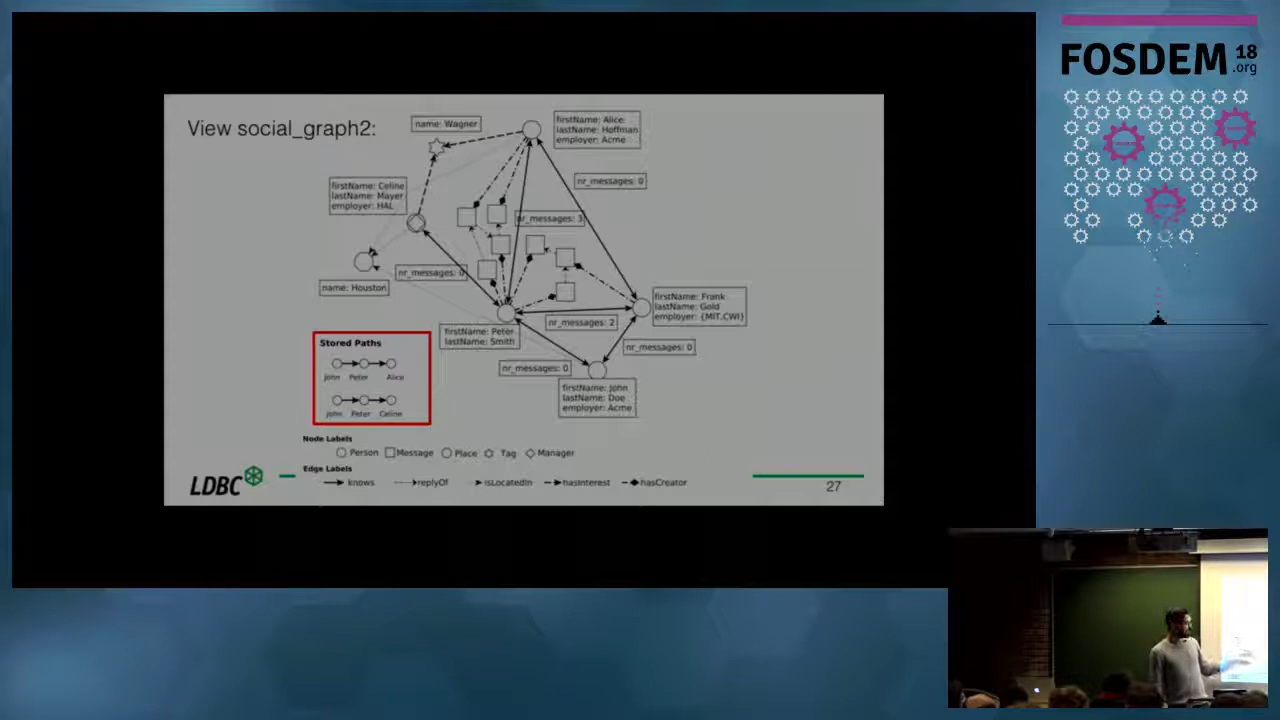 View social_graph2:
name: Wagner
firstName: Alice
lastName: Hoffman
employer: Acme
nr_messages: 0
firstName: Celine
lastName: Mayer
employer: HAL
nr_messages: 3
nr_messages: 0
name: Houston
firstName: Frank
lastName: Gold
employer: {MIT,CWI}
nr_messages: 2
firstName: Peter
lastName: Smith
nr_messages: 0
nr_messages: 0
firstName: John
lastName: Doe
employer: Acme
Stored Paths
John Peter Alice
John Peter Celine
Node Labels
Person Message Place Tag Manager
Edge Labels
knows replyOf isLocatedIn hasInterest hasCreator
LDBC
27
FOSDEM 18
.org